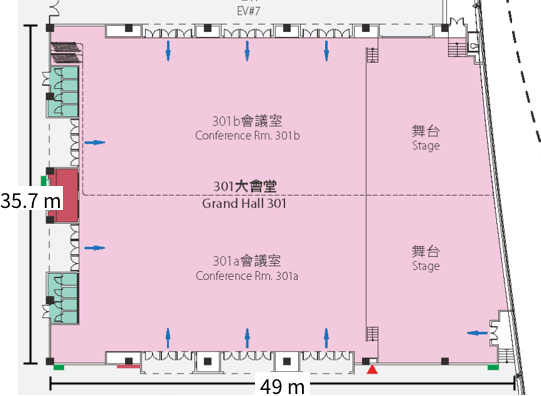 EV#7
301b會議室
Conference Rm. 301b
舞台
Stage
301大會堂
Grand Hall 301
35.7 m
301a會議室
Conference Rm. 301a
舞台
Stage
49 m